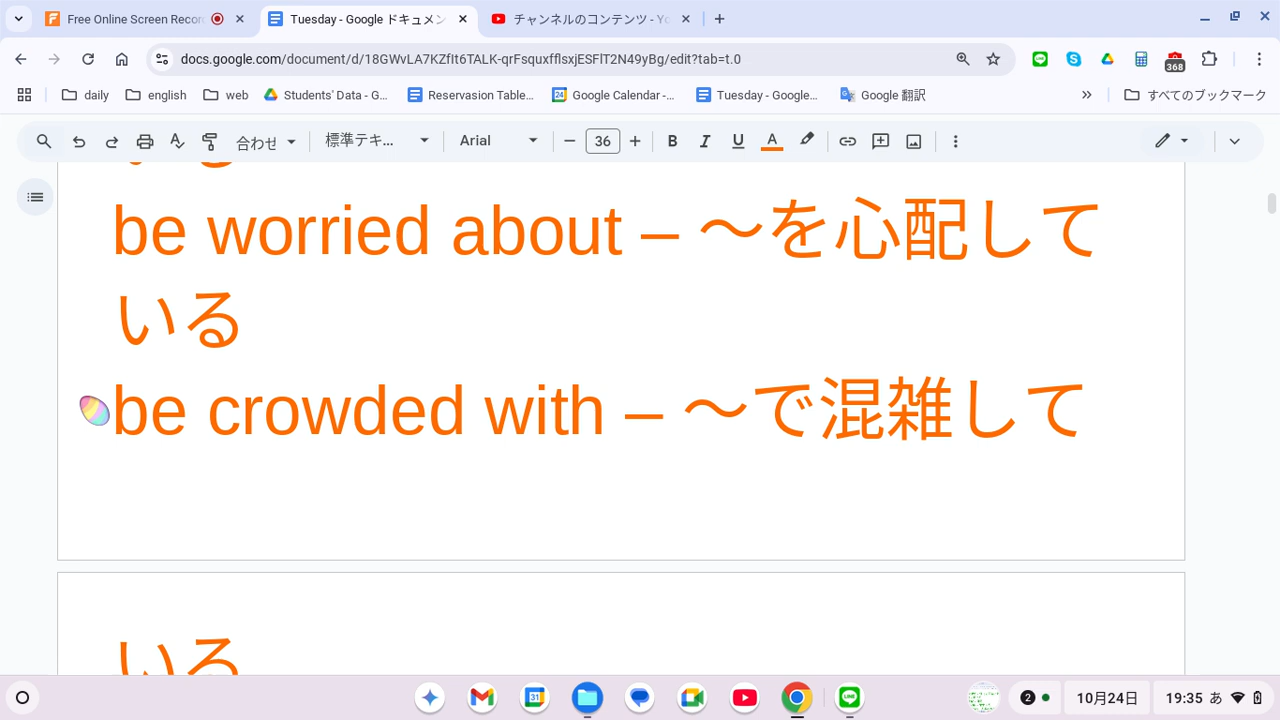 Free Online Screen Recor
Tuesday - Google ドキュメン
チャンネルのコンテンツ - Yo
docs.google.com/document/d/
/edit?tab=t.0
368
daily
english
web
Students' Data - G...
Reservasion Table...
Google Calendar -...
Tuesday - Google...
Google 翻訳
すべてのブックマーク
合わせ
標準テキ...
Arial
36
B I U A
be worried about – 〜を心配して
いる
be crowded with – 〜で混雑して
いる
31
2
10月24日
19:35 あ